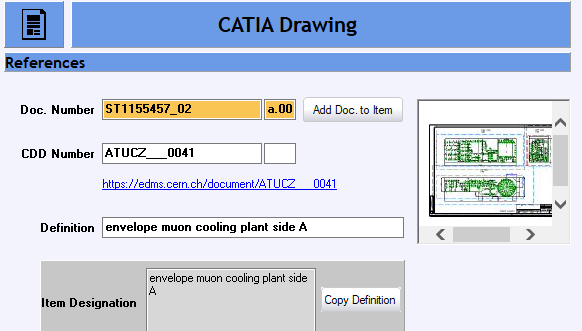 CATIA Drawing
References
Doc. Number ST1155457_02 a.00 Add Doc. to Item
CDD Number ATUCZ___0041
https://edms.cern.ch/document/ATUCZ___0041
Definition envelope muon cooling plant side A
Item Designation envelope muon cooling plant side
A
Copy Definition